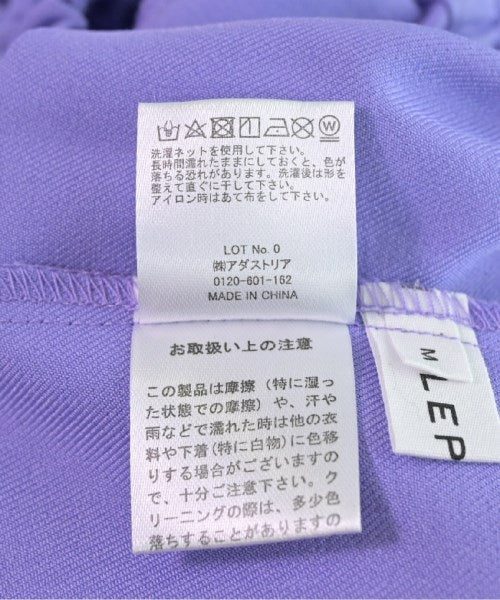 洗濯ネットを使用して下さい。
長時間濡れたままにしておくと、色が
落ちる恐れがあります。洗濯後は形を
整えて直ぐに干して下さい。
アイロン時はあて布をして下さい。
LOT No. 0
㈱アダストリア
0120-601-162
MADE IN CHINA
お取扱い上の注意
この製品は摩擦（特に湿っ
た状態での摩擦）や、汗や
雨などで濡れた時は他の衣
料や下着(特に白物)に色移
りする場合がございますの
で、十分ご注意下さい。ク
リーニングの際は、多少色
落ちすることがありますの
M
LEP